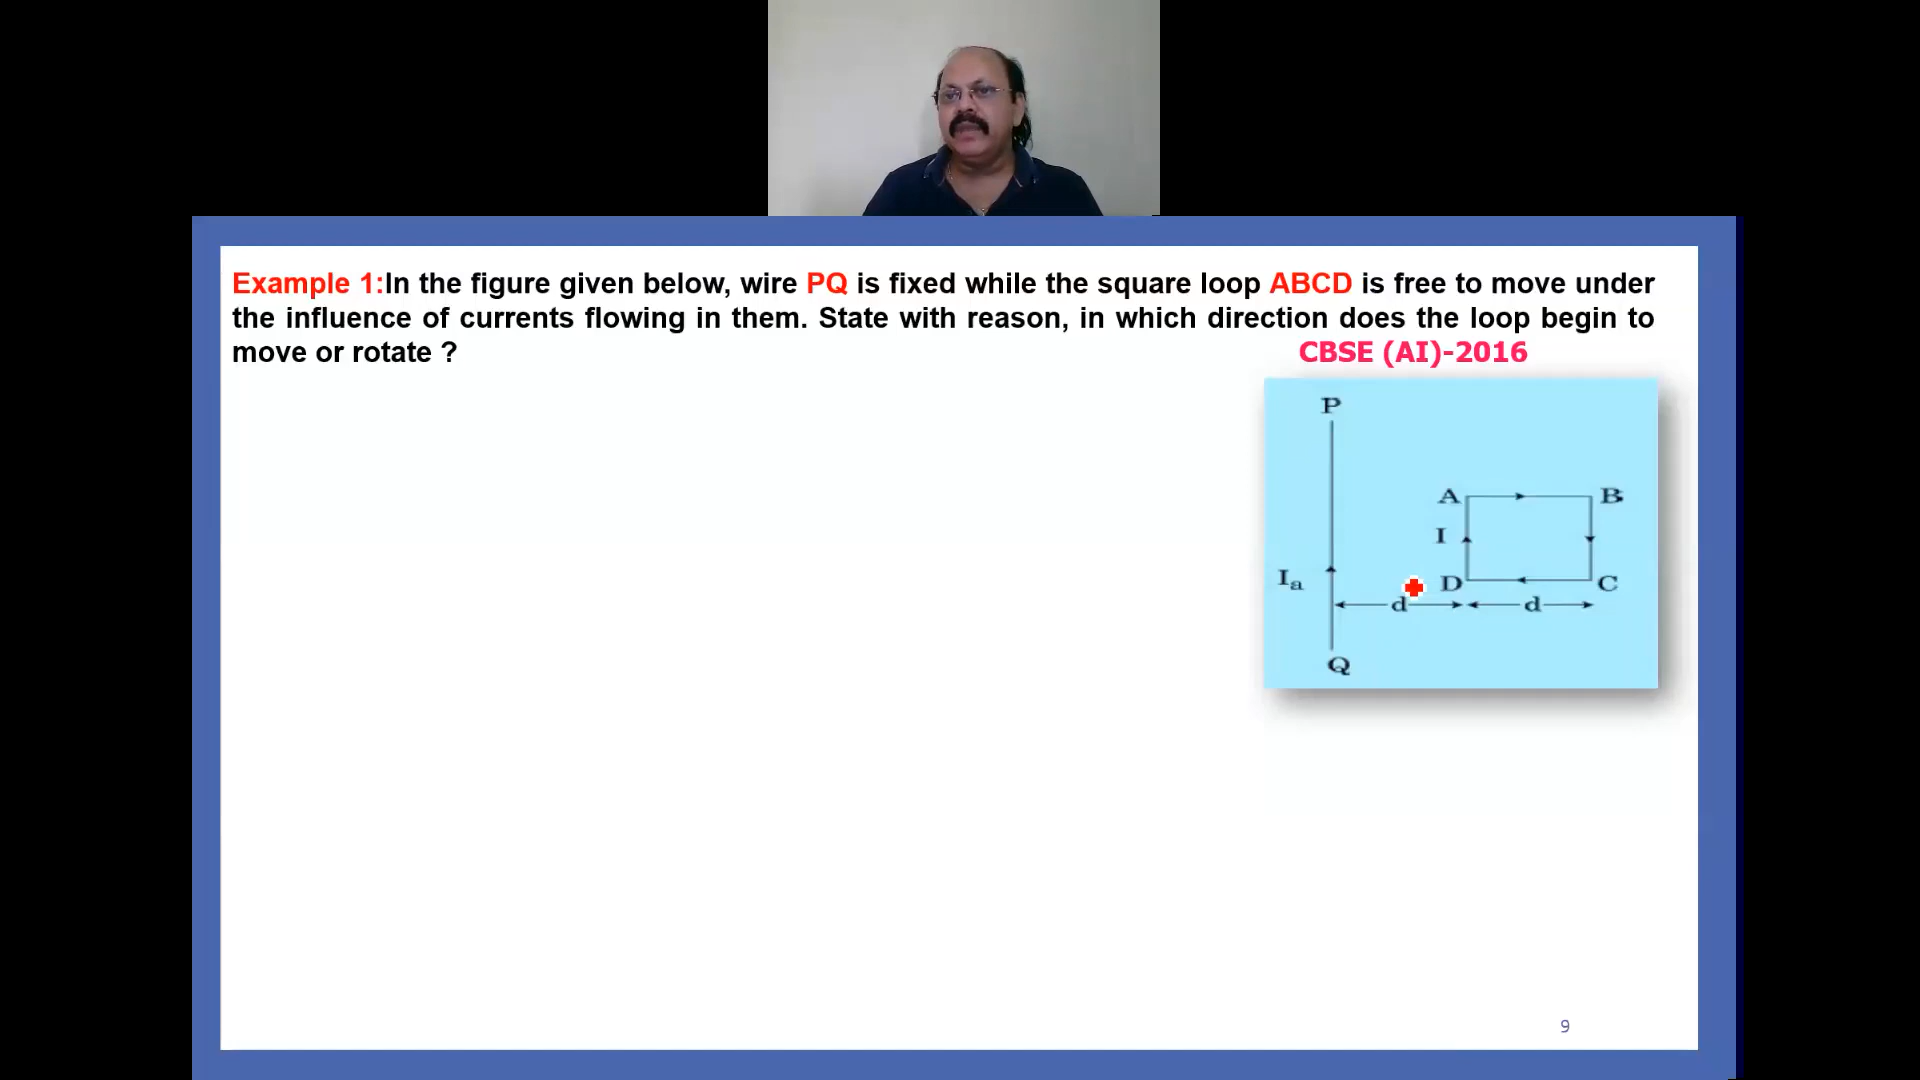 Example 1:In the figure given below, wire PQ is fixed while the square loop ABCD is free to move under
the influence of currents flowing in them. State with reason, in which direction does the loop begin to
move or rotate ?
CBSE (AI)-2016
P
A
B
I
Ia
D
C
d
d
Q
9